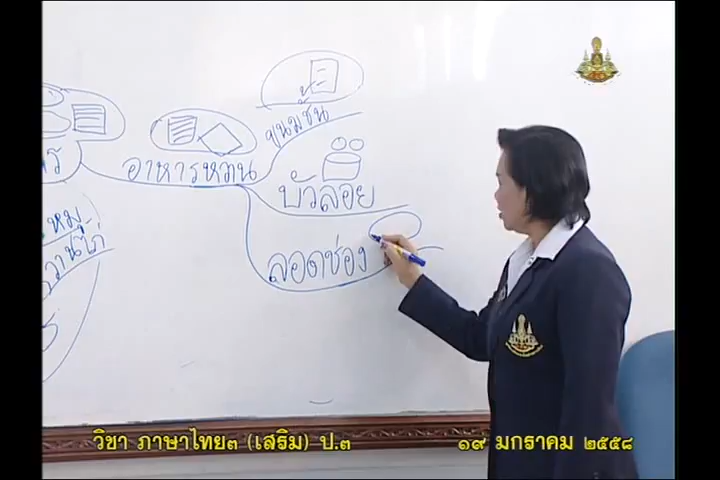 ขนมชั้น
อาหารหวาน
บัวลอย
หมู
ลอดช่อง
วิชา ภาษาไทย๓ (เสริม) ป.๓
๑๙ มกราคม ๒๕๕๘